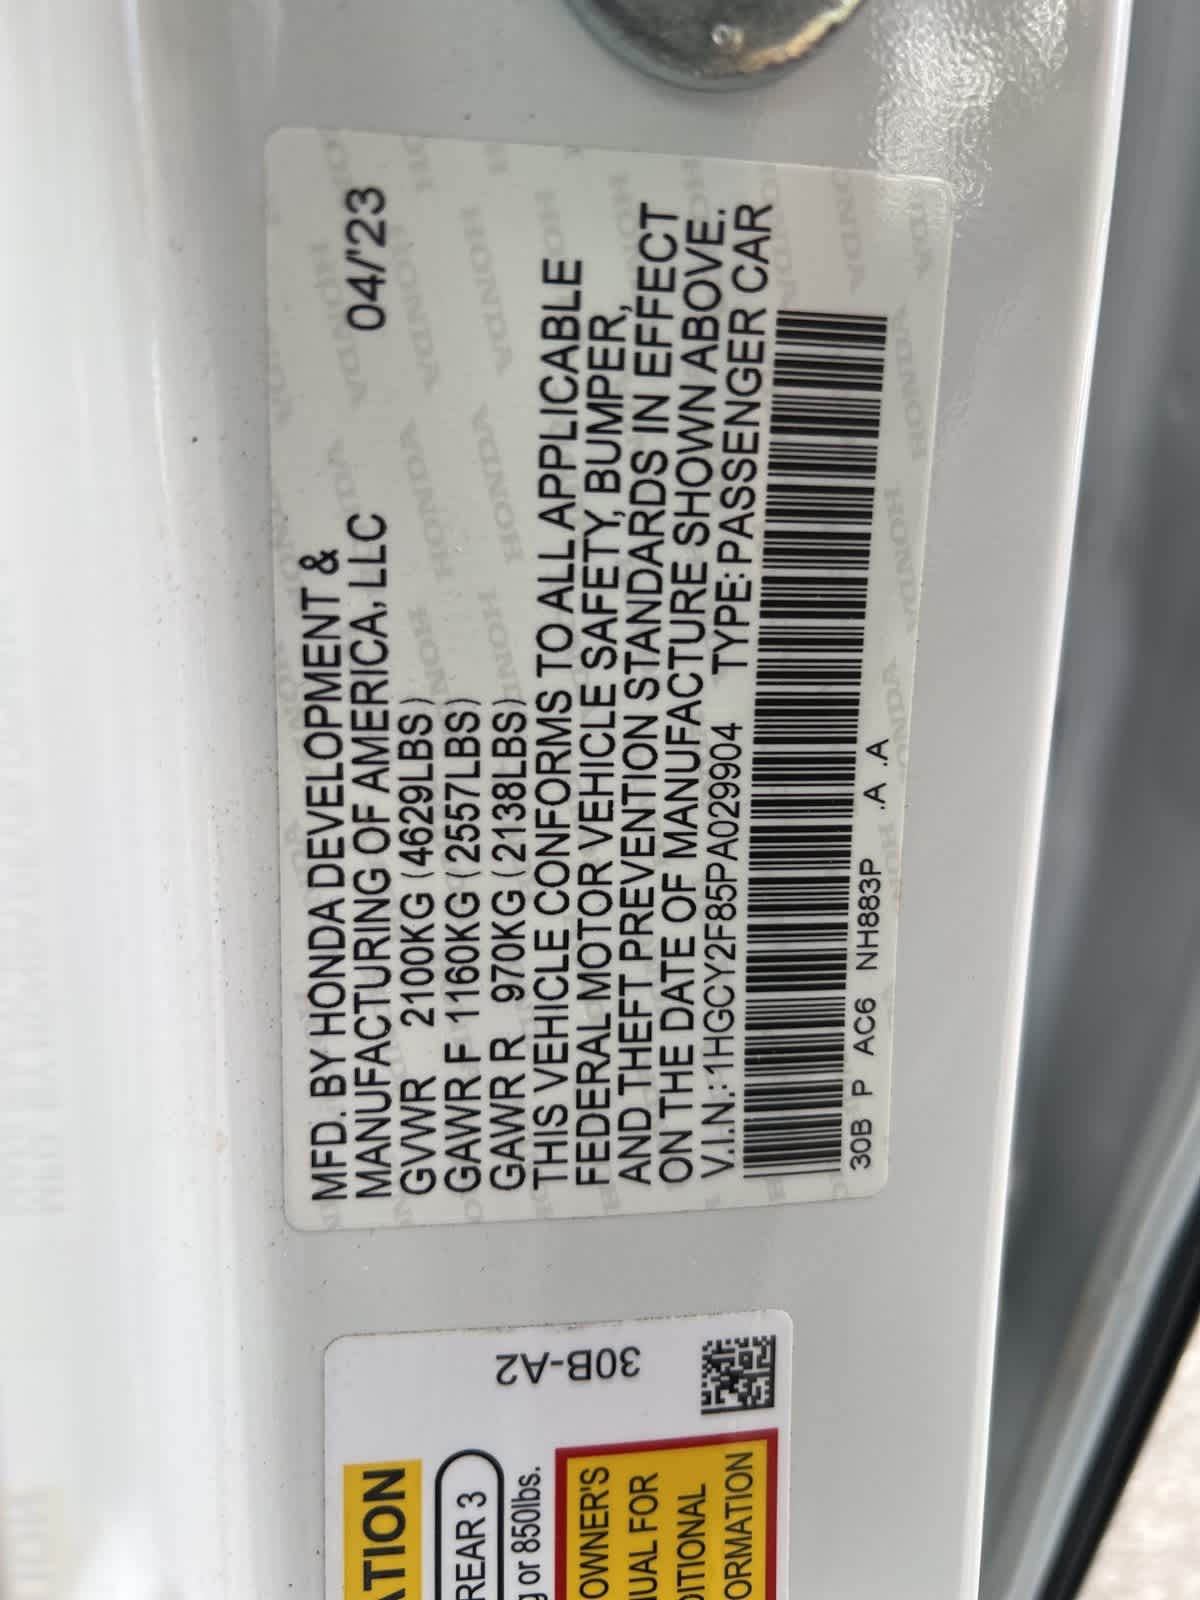 MFD. BY HONDA DEVELOPMENT &
MANUFACTURING OF AMERICA, LLC 04/'23
GVWR 2100KG (4629LBS)
GAWR F 1160KG (2557LBS)
GAWR R 970KG (2138LBS)
THIS VEHICLE CONFORMS TO ALL APPLICABLE
FEDERAL MOTOR VEHICLE SAFETY, BUMPER,
AND THEFT PREVENTION STANDARDS IN EFFECT
ON THE DATE OF MANUFACTURE SHOWN ABOVE.
V.I.N.: 1HGCY2F85PA029904 TYPE: PASSENGER CAR
30B P AC6 NH883P .A .A
30B-A2
ATION
REAR 3
or 850lbs.
OWNER'S
UAL FOR
DITIONAL
ORMATION